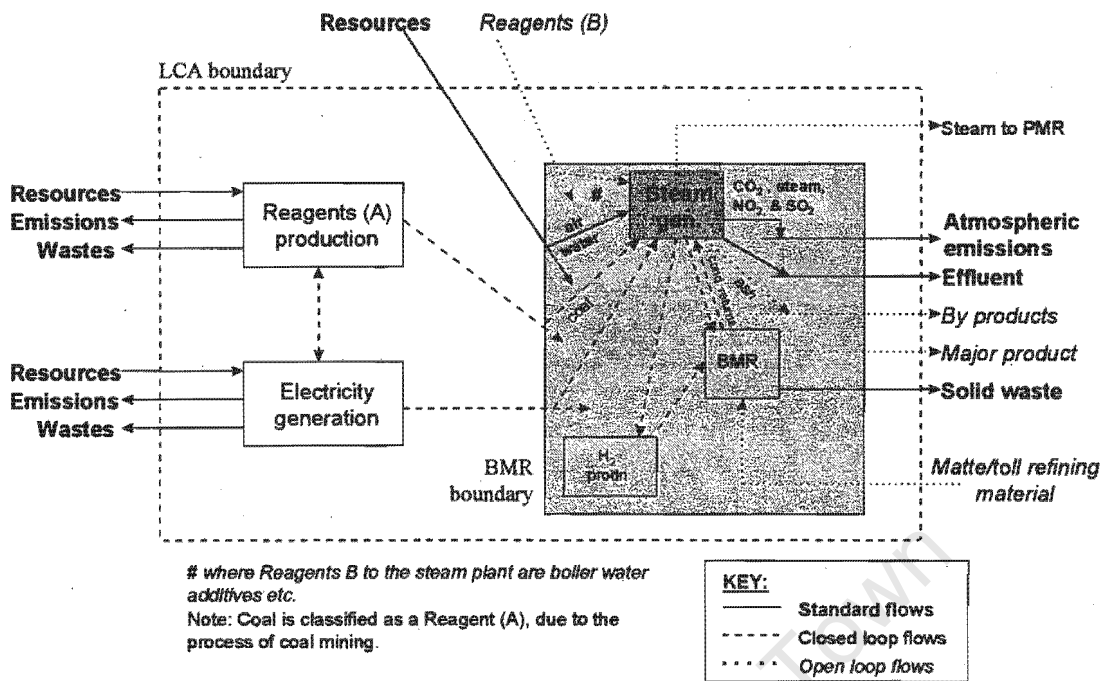 Resources Reagents (B)
LCA boundary
Steam to PMR
Resources
Emissions
Wastes
Reagents (A)
production
#
Steam
gen.
CO2, steam,
NO2 & SO2
air
water
Atmospheric
emissions
Effluent
coal
ash
By products
BMR
Major product
Solid waste
Resources
Emissions
Wastes
Electricity
generation
H2
prodn
BMR
boundary
Matte/toll refining
material
# where Reagents B to the steam plant are boiler water
additives etc.
Note: Coal is classified as a Reagent (A), due to the
process of coal mining.
KEY:
Standard flows
Closed loop flows
Open loop flows
Town